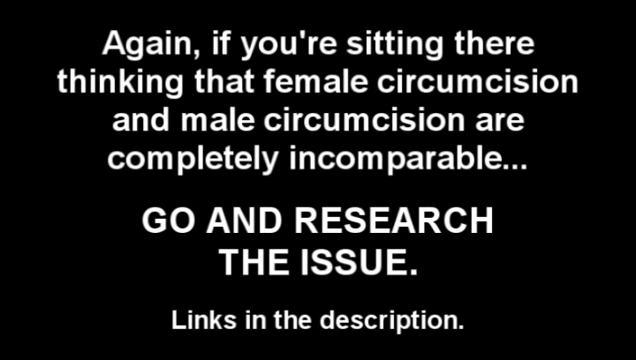 Again, if you're sitting there
thinking that female circumcision
and male circumcision are
completely incomparable...
GO AND RESEARCH
THE ISSUE.
Links in the description.